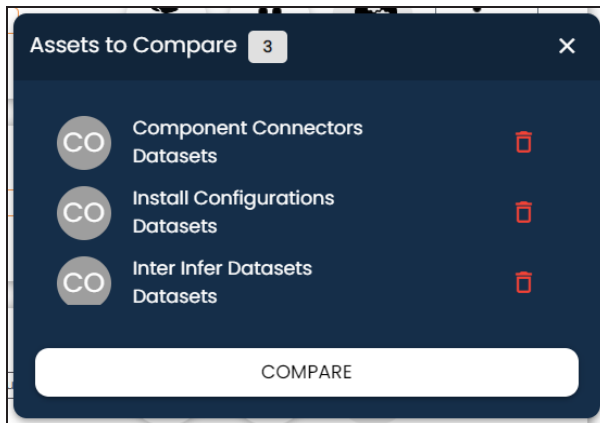 Assets to Compare 3
CO
Component Connectors
Datasets
CO
Install Configurations
Datasets
CO
Inter Infer Datasets
Datasets
COMPARE